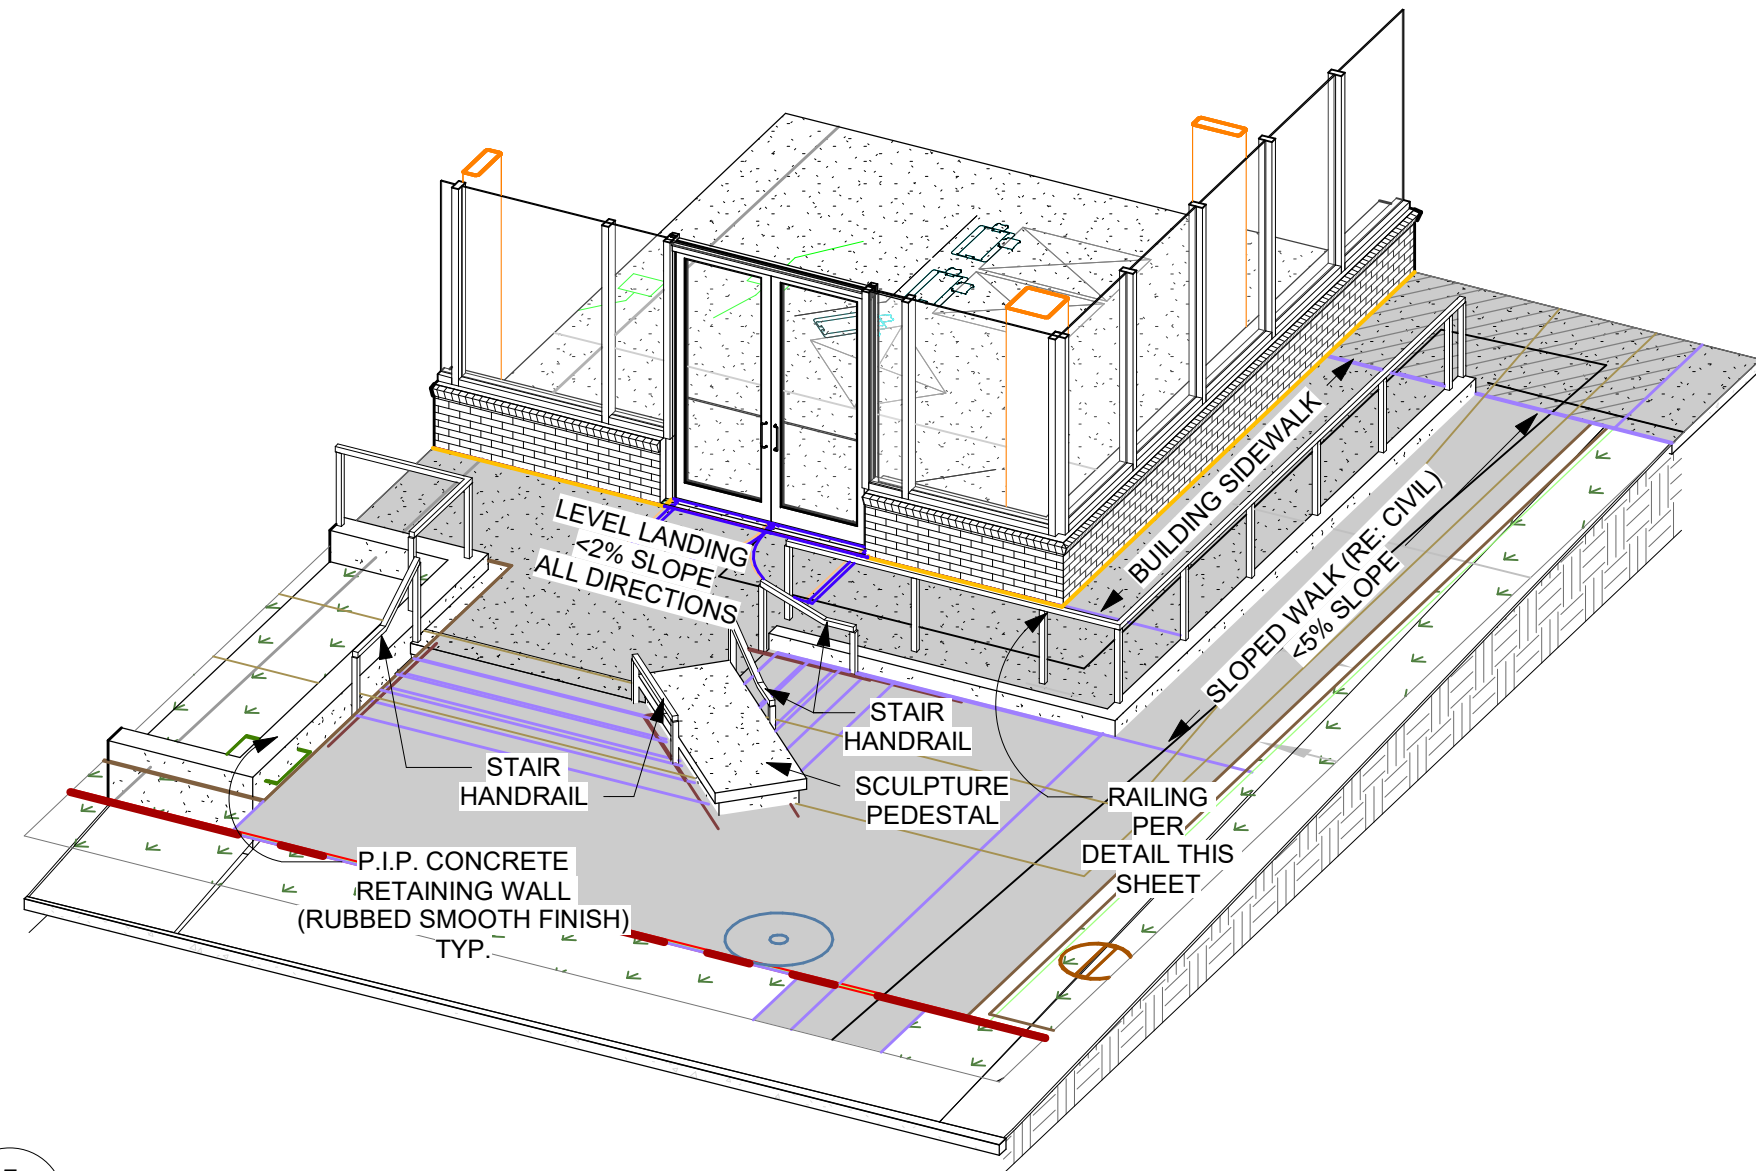 LEVEL LANDING
<2% SLOPE
ALL DIRECTIONS
BUILDING SIDEWALK
SLOPED WALK (RE: CIVIL)
<5% SLOPE
STAIR
HANDRAIL
STAIR
HANDRAIL
SCULPTURE
PEDESTAL
RAILING
PER
DETAIL THIS
SHEET
P.I.P. CONCRETE
RETAINING WALL
(RUBBED SMOOTH FINISH)
TYP.